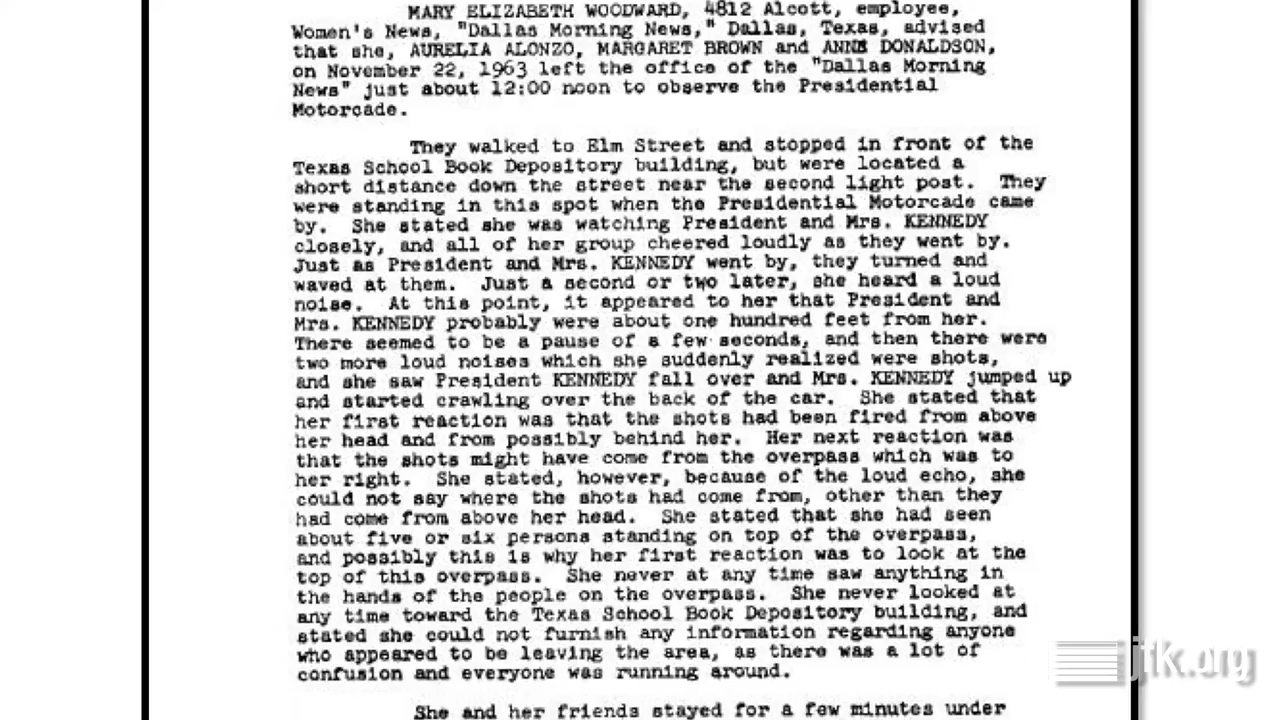 MARY ELIZABETH WOODWARD, 4812 Alcott, employee,
Women's News, "Dallas Morning News," Dallas, Texas, advised
that she, AURELIA ALONZO, MARGARET BROWN and ANNE DONALDSON,
on November 22, 1963 left the office of the "Dallas Morning
News" just about 12:00 noon to observe the Presidential
Motorcade.
They walked to Elm Street and stopped in front of the
Texas School Book Depository building, but were located a
short distance down the street near the second light post. They
were standing in this spot when the Presidential Motorcade came
by. She stated she was watching President and Mrs. KENNEDY
closely, and all of her group cheered loudly as they went by.
Just as President and Mrs. KENNEDY went by, they turned and
waved at them. Just a second or two later, she heard a loud
noise. At this point, it appeared to her that President and
Mrs. KENNEDY probably were about one hundred feet from her.
There seemed to be a pause of a few seconds, and then there were
two more loud noises which she suddenly realized were shots,
and she saw President KENNEDY fall over and Mrs. KENNEDY jumped up
and started crawling over the back of the car. She stated that
her first reaction was that the shots had been fired from above
her head and from possibly behind her. Her next reaction was
that the shots might have come from the overpass which was to
her right. She stated, however, because of the loud echo, she
could not say where the shots had come from, other than they
had come from above her head. She stated that she had seen
about five or six persons standing on top of the overpass,
and possibly this is why her first reaction was to look at the
top of this overpass. She never at any time saw anything in
the hands of the people on the overpass. She never looked at
any time toward the Texas School Book Depository building, and
stated she could not furnish any information regarding anyone
who appeared to be leaving the area, as there was a lot of
confusion and everyone was running around.
She and her friends stayed for a few minutes under
jfk.org